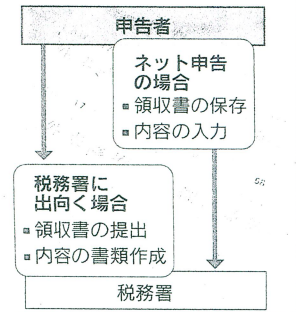 申告者
ネット申告
の場合
▪ 領収書の保存
▪ 内容の入力
税務署に
出向く場合
▪ 領収書の提出
▪ 内容の書類作成
税務署